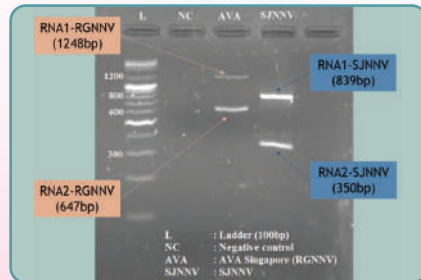 L NC AVA SJNNV
RNA1-RGNNV
(1248bp)
RNA1-SJNNV
(839bp)
1200
800
600
300
RNA2-RGNNV
(647bp)
RNA2-SJNNV
(350bp)
L : Ladder (100bp)
NC : Negative control
AVA : AVA Singapore (RGNNV)
SJNNV : SJNNV